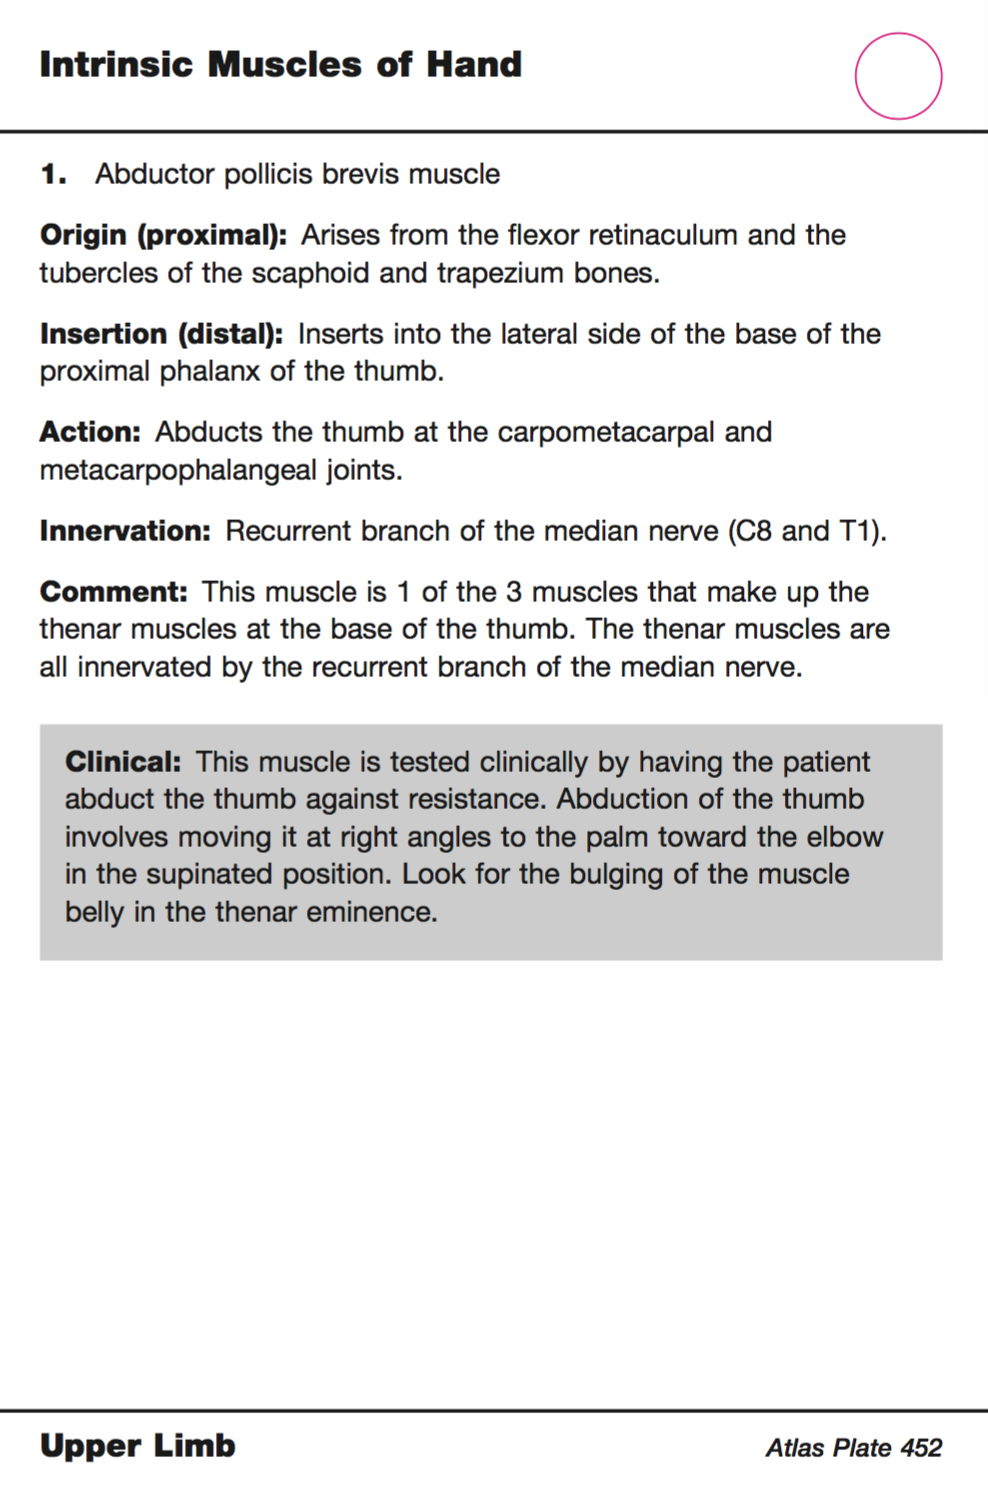 Intrinsic Muscles of Hand
1. Abductor pollicis brevis muscle
Origin (proximal): Arises from the flexor retinaculum and the
tubercles of the scaphoid and trapezium bones.
Insertion (distal): Inserts into the lateral side of the base of the
proximal phalanx of the thumb.
Action: Abducts the thumb at the carpometacarpal and
metacarpophalangeal joints.
Innervation: Recurrent branch of the median nerve (C8 and T1).
Comment: This muscle is 1 of the 3 muscles that make up the
thenar muscles at the base of the thumb. The thenar muscles are
all innervated by the recurrent branch of the median nerve.
Clinical: This muscle is tested clinically by having the patient
abduct the thumb against resistance. Abduction of the thumb
involves moving it at right angles to the palm toward the elbow
in the supinated position. Look for the bulging of the muscle
belly in the thenar eminence.
Upper Limb
Atlas Plate 452